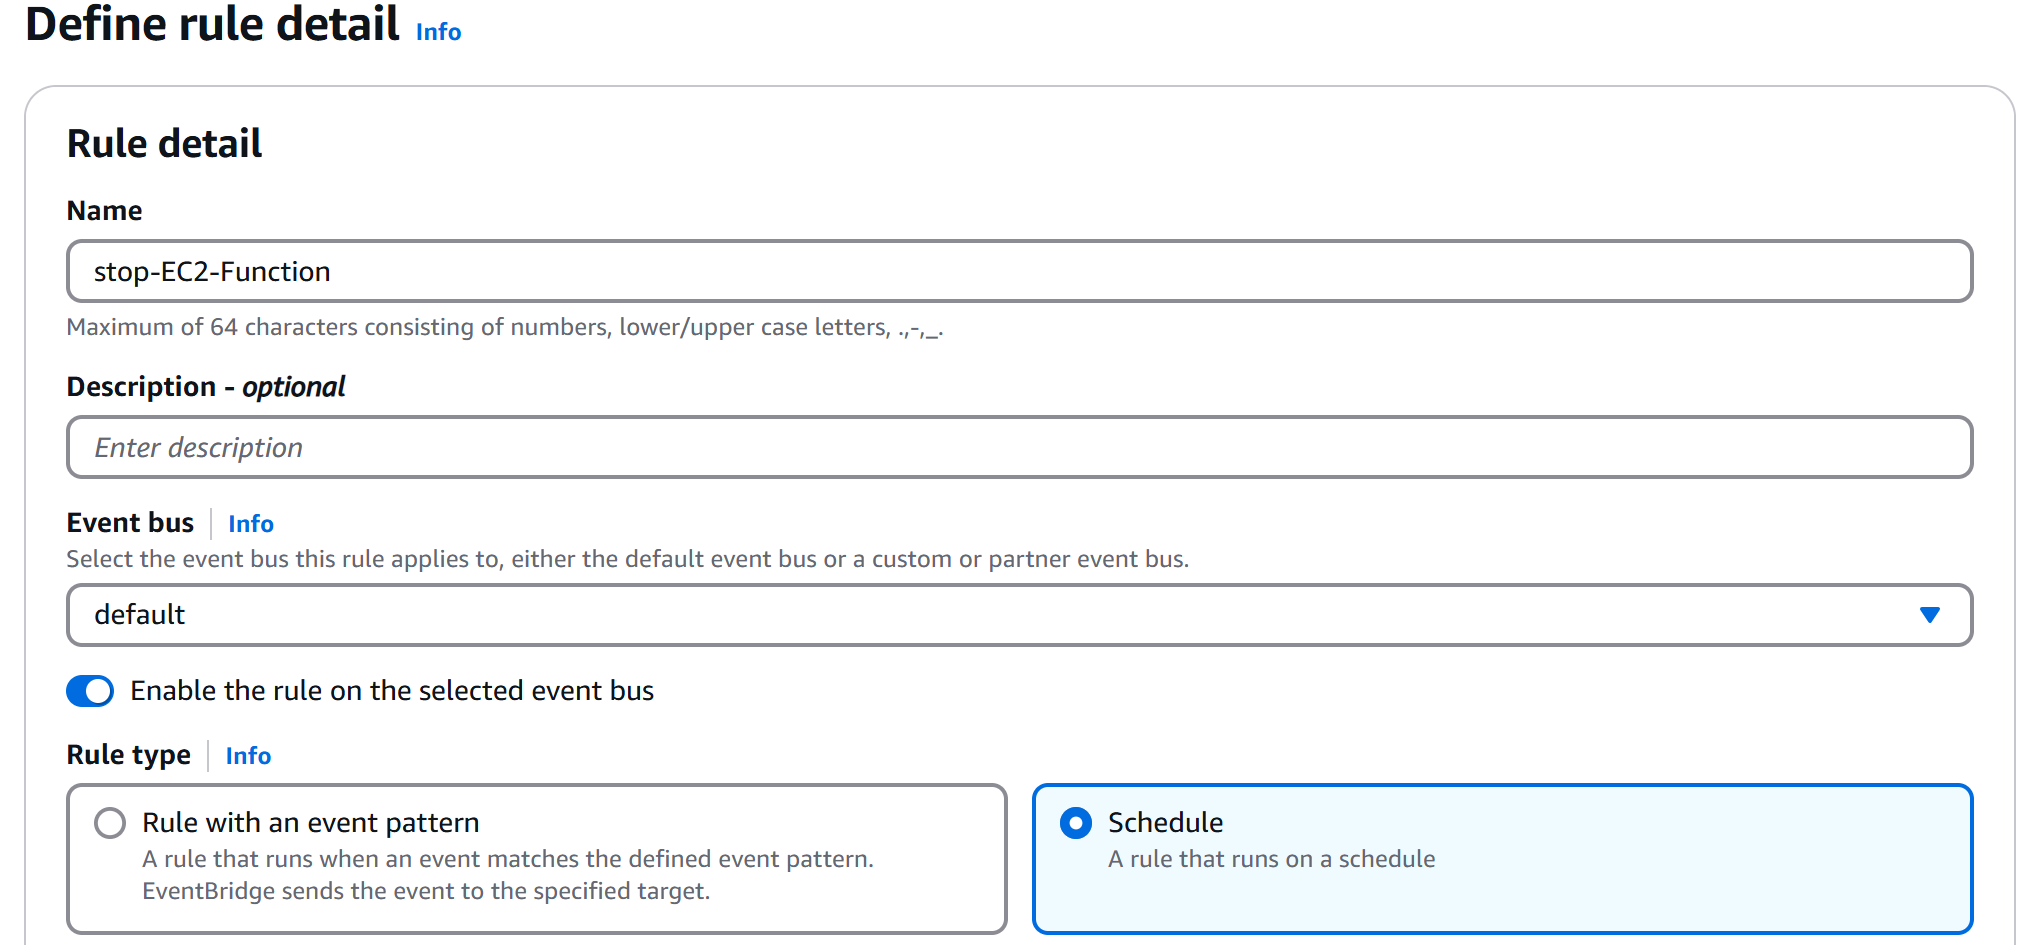 Define rule detail Info
Rule detail
Name
stop-EC2-Function
Maximum of 64 characters consisting of numbers, lower/upper case letters, .,-,_.
Description - optional
Enter description
Event bus Info
Select the event bus this rule applies to, either the default event bus or a custom or partner event bus.
default
Enable the rule on the selected event bus
Rule type Info
Rule with an event pattern
A rule that runs when an event matches the defined event pattern.
EventBridge sends the event to the specified target.
Schedule
A rule that runs on a schedule